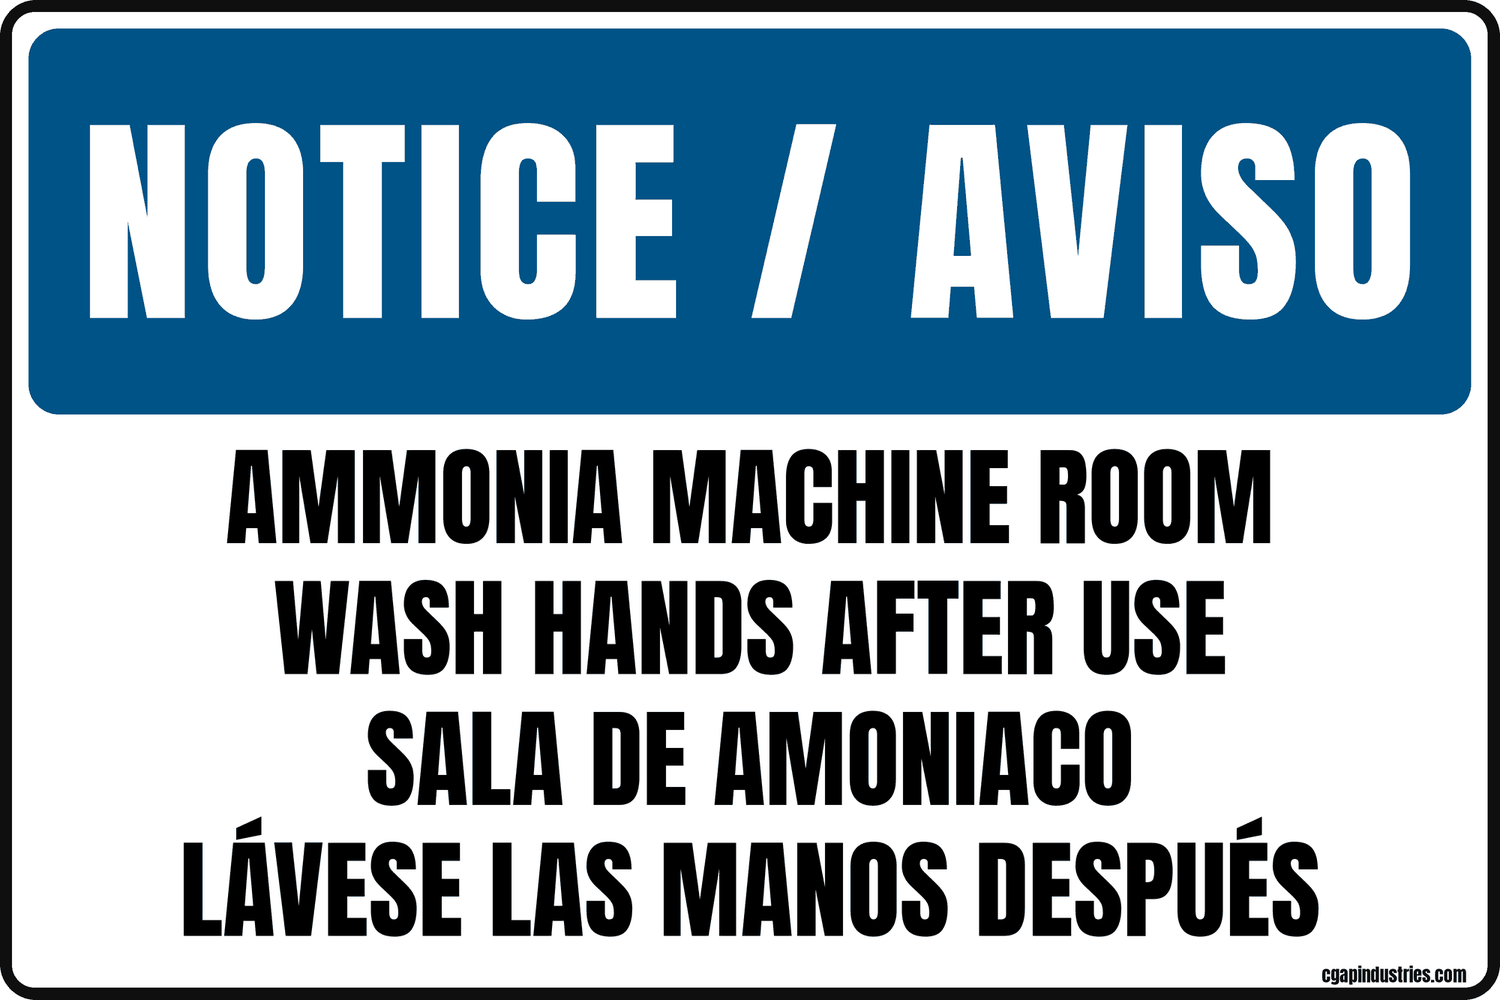 NOTICE / AVISO
AMMONIA MACHINE ROOM
WASH HANDS AFTER USE
SALA DE AMONIACO
LÁVESE LAS MANOS DESPUÉS
cgapindustries.com